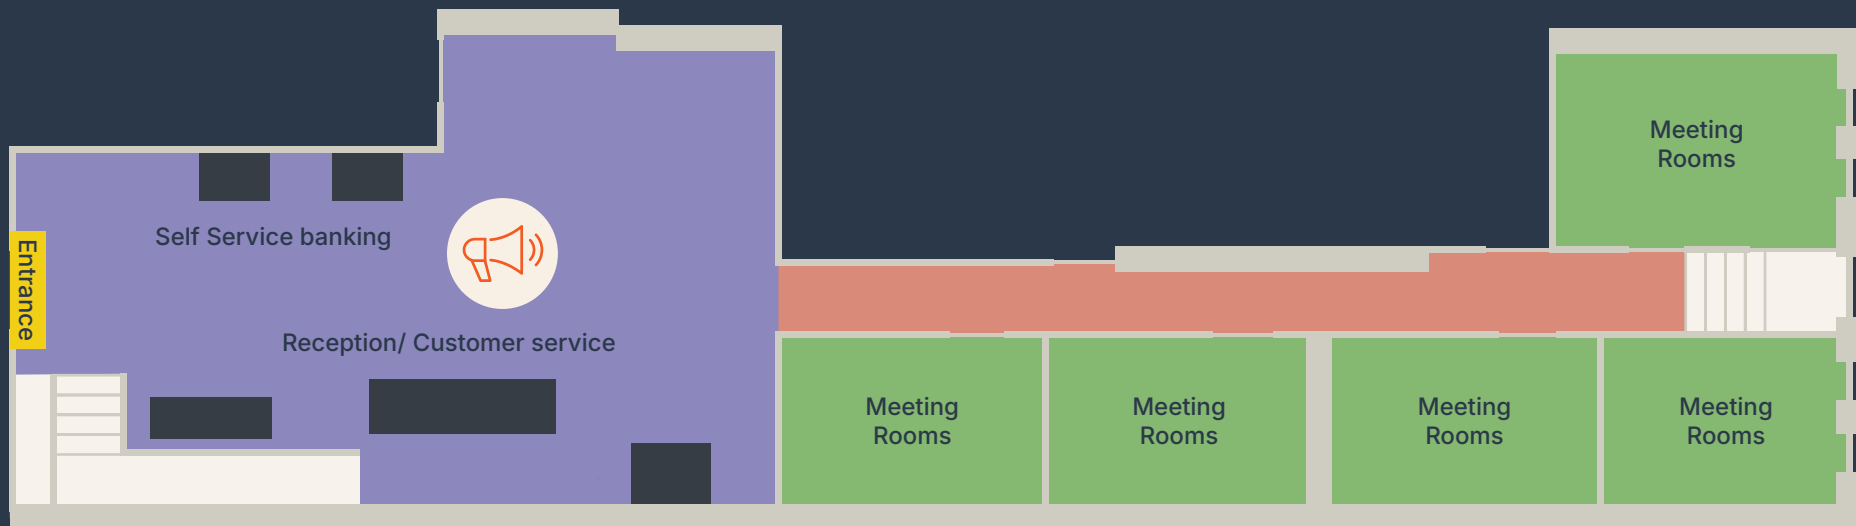 Meeting
Rooms
Self Service banking
Entrance
Reception/ Customer service
Meeting
Rooms
Meeting
Rooms
Meeting
Rooms
Meeting
Rooms